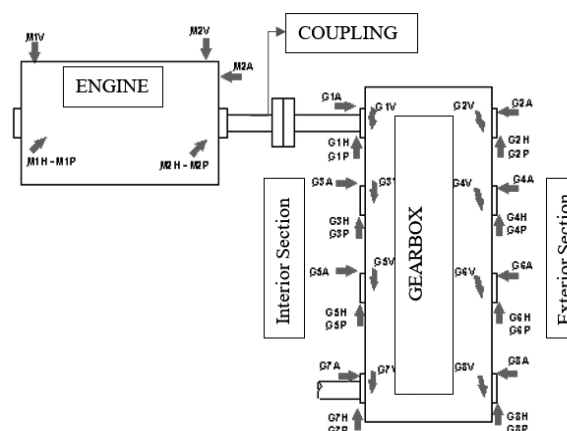 COUPLING
M1V
M2V
M2A
ENGINE
M1H - M1P
M2H - M2P
G1A
G1V
G2V
G2A
G1H
G1P
G2H
G2P
G3A
G4V
G4A
G3H
G3P
G4H
G4P
Interior Section
GEARBOX
Exterior Section
G5A
G5V
G6V
G6A
G5H
G5P
G6H
G6P
G7A
G7V
G8V
G8A
G7H
G7P
G8H
G8P